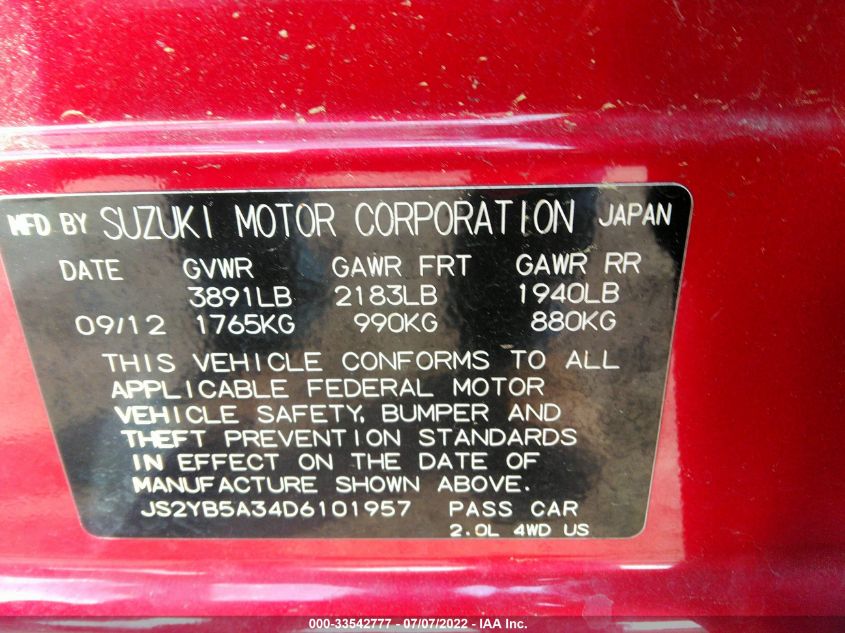 MFD BY SUZUKI MOTOR CORPORATION JAPAN
DATE GVWR GAWR FRT GAWR RR
3891LB 2183LB 1940LB
09/12 1765KG 990KG 880KG
THIS VEHICLE CONFORMS TO ALL
APPLICABLE FEDERAL MOTOR
VEHICLE SAFETY, BUMPER AND
THEFT PREVENTION STANDARDS
IN EFFECT ON THE DATE OF
MANUFACTURE SHOWN ABOVE.
JS2YB5A34D6101957 PASS CAR
2.0L 4WD US
000-33542777 - 07/07/2022 - IAA Inc.